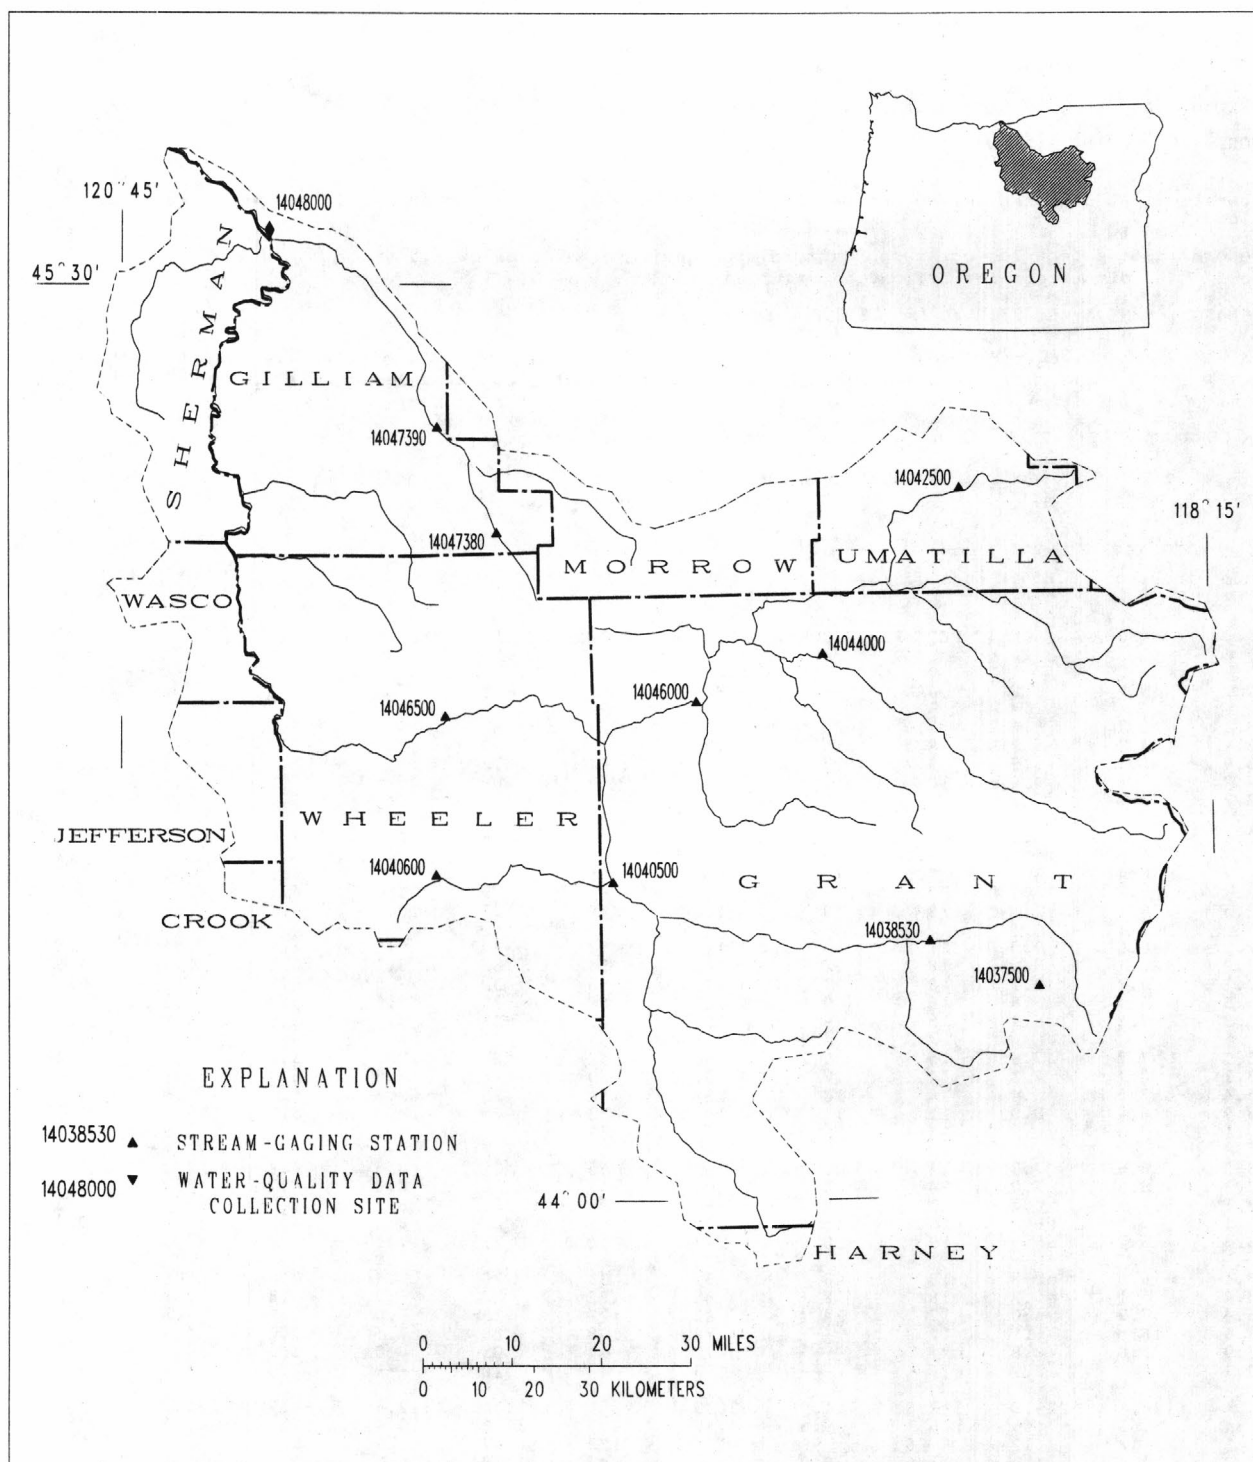 120° 45'
14048000
45° 30'
OREGON
SHERMAN
GILLIAM
14047390
14042500
118° 15'
14047380
MORROW
UMATILLA
WASCO
14044000
14046000
14046500
WHEELER
JEFFERSON
14040600
14040500
GRANT
CROOK
14038530
14037500
EXPLANATION
14038530 ▲ STREAM-GAGING STATION
14048000 ▼ WATER-QUALITY DATA
COLLECTION SITE
44° 00'
HARNEY
0 10 20 30 MILES
0 10 20 30 KILOMETERS